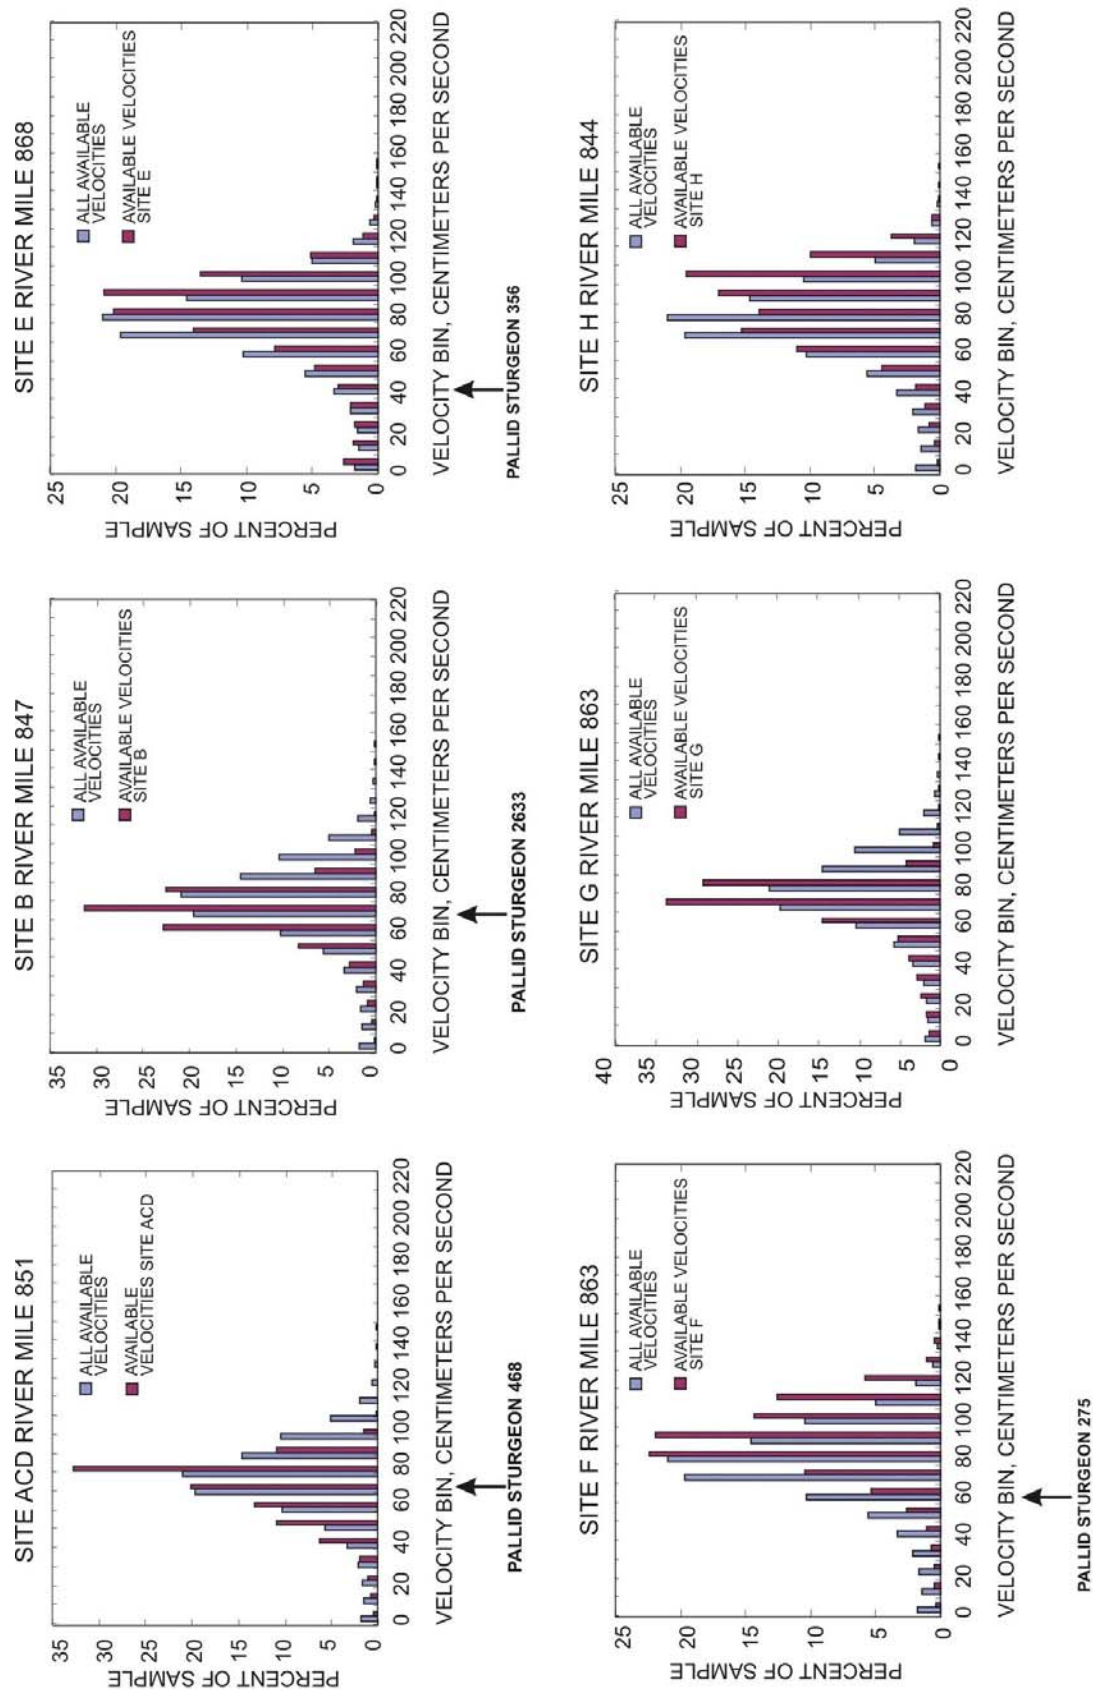 SITE ACD RIVER MILE 851
PERCENT OF SAMPLE
35
30
25
20
15
10
5
0
ALL AVAILABLE
VELOCITIES
AVAILABLE
VELOCITIES SITE ACD
0 20 40 60 80 100 120 140 160 180 200 220
VELOCITY BIN, CENTIMETERS PER SECOND
PALLID STURGEON 468
SITE B RIVER MILE 847
PERCENT OF SAMPLE
35
30
25
20
15
10
5
0
ALL AVAILABLE
VELOCITIES
AVAILABLE VELOCITIES
SITE B
0 20 40 60 80 100 120 140 160 180 200 220
VELOCITY BIN, CENTIMETERS PER SECOND
PALLID STURGEON 2633
SITE E RIVER MILE 868
PERCENT OF SAMPLE
25
20
15
10
5
0
ALL AVAILABLE
VELOCITIES
AVAILABLE VELOCITIES
SITE E
0 20 40 60 80 100 120 140 160 180 200 220
VELOCITY BIN, CENTIMETERS PER SECOND
PALLID STURGEON 356
SITE F RIVER MILE 863
PERCENT OF SAMPLE
25
20
15
10
5
0
ALL AVAILABLE
VELOCITIES
AVAILABLE VELOCITIES
SITE F
0 20 40 60 80 100 120 140 160 180 200 220
VELOCITY BIN, CENTIMETERS PER SECOND
PALLID STURGEON 275
SITE G RIVER MILE 863
PERCENT OF SAMPLE
40
35
30
25
20
15
10
5
0
ALL AVAILABLE
VELOCITIES
AVAILABLE VELOCITIES
SITE G
0 20 40 60 80 100 120 140 160 180 200 220
VELOCITY BIN, CENTIMETERS PER SECOND
SITE H RIVER MILE 844
PERCENT OF SAMPLE
25
20
15
10
5
0
ALL AVAILABLE
VELOCITIES
AVAILABLE VELOCITIES
SITE H
0 20 40 60 80 100 120 140 160 180 200 220
VELOCITY BIN, CENTIMETERS PER SECOND